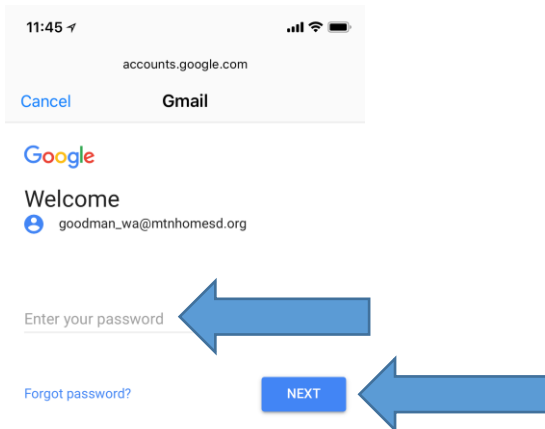 11:45
accounts.google.com
Cancel Gmail
Google
Welcome
goodman_wa@mtnhomesd.org
Enter your password
Forgot password? NEXT